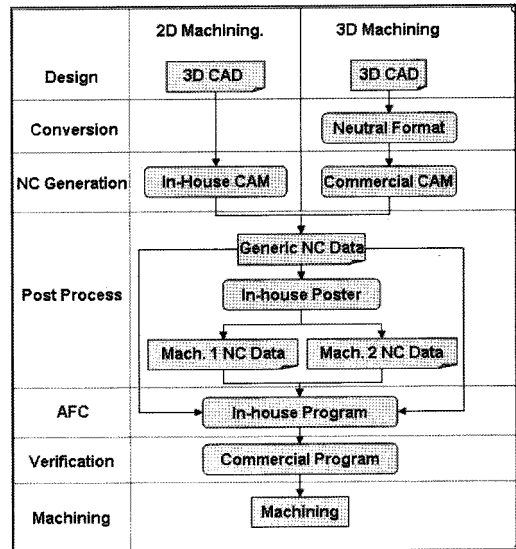 2D Machining. 3D Machining
Design 3D CAD 3D CAD
Conversion Neutral Format
NC Generation In-House CAM Commercial CAM
Generic NC Data
Post Process In-house Poster
Mach. 1 NC Data Mach. 2 NC Data
AFC In-house Program
Verification Commercial Program
Machining Machining